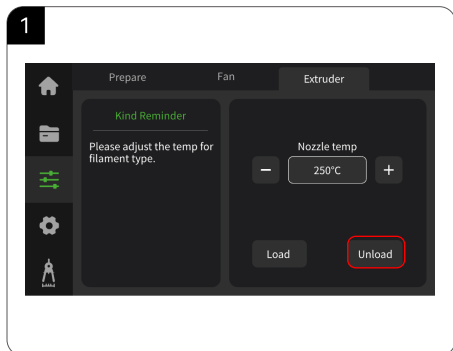 1
Prepare Fan Extruder
Kind Reminder
Please adjust the temp for
filament type.
Nozzle temp
− 250°C +
Load Unload